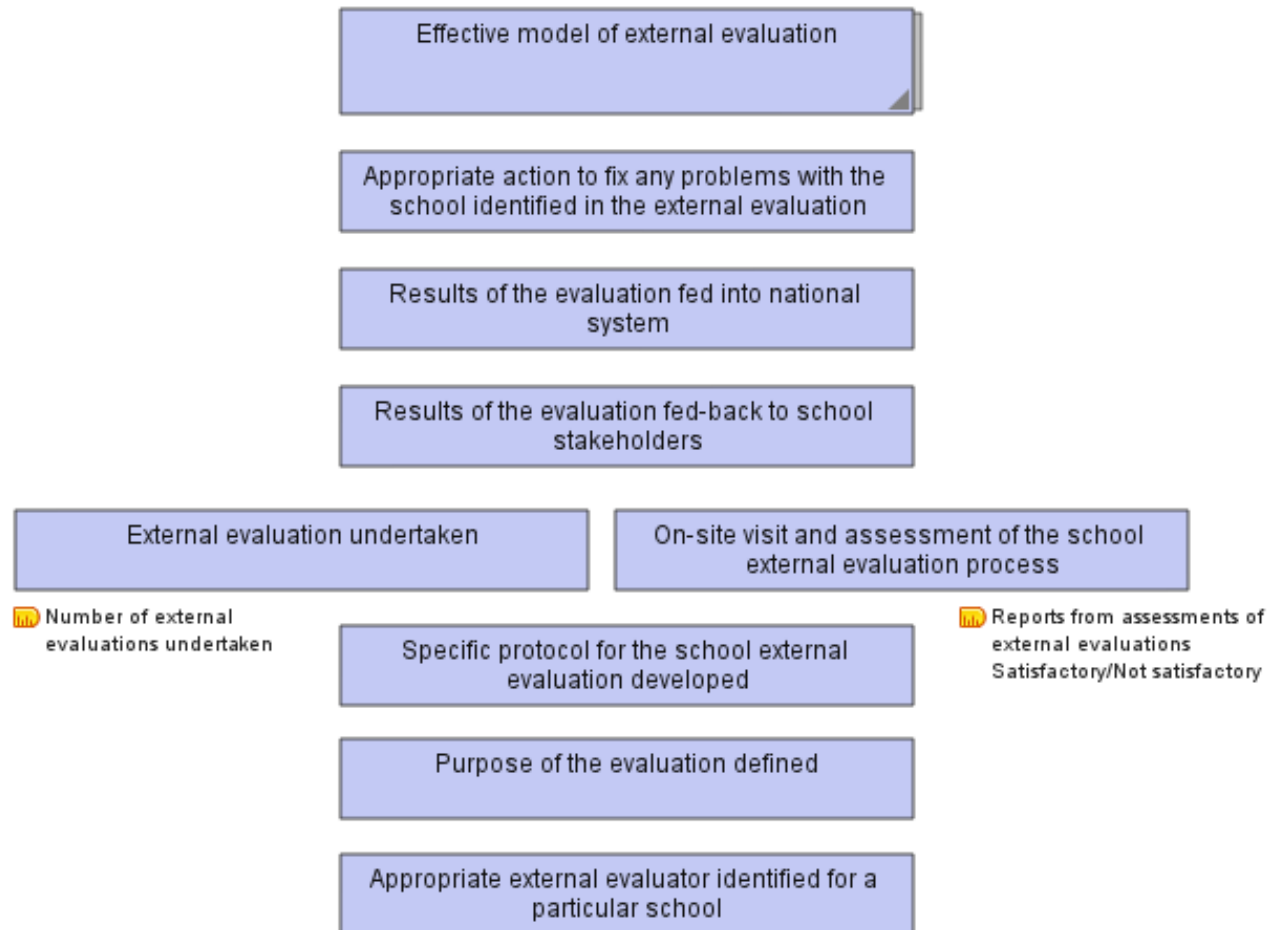 Effective model of external evaluation
Appropriate action to fix any problems with the
school identified in the external evaluation
Results of the evaluation fed into national
system
Results of the evaluation fed-back to school
stakeholders
External evaluation undertaken
On-site visit and assessment of the school
external evaluation process
Number of external
evaluations undertaken
Reports from assessments of
external evaluations
Satisfactory/Not satisfactory
Specific protocol for the school external
evaluation developed
Purpose of the evaluation defined
Appropriate external evaluator identified for a
particular school